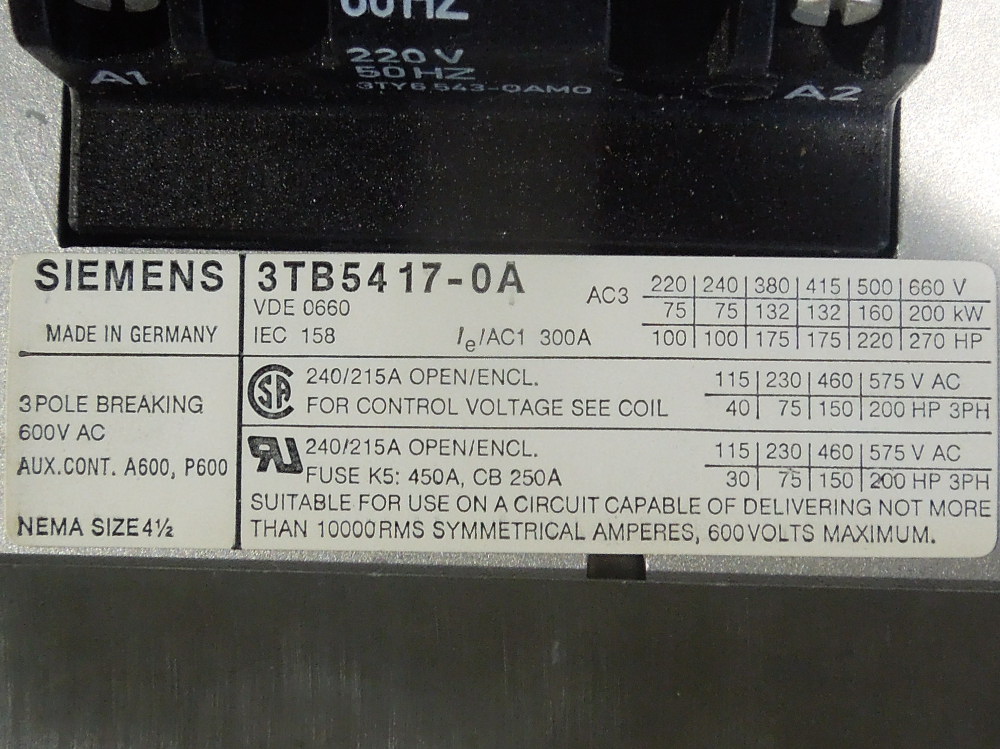 60 HZ
220 V
50 HZ
3TY6 543-0AM0
A1
A2
SIEMENS
MADE IN GERMANY
3 POLE BREAKING
600V AC
AUX.CONT. A600, P600
NEMA SIZE 4½
3TB5417-0A
VDE 0660
IEC 158 Ie/AC1 300A
AC3 220 240 380 415 500 660 V
75 75 132 132 160 200 kW
100 100 175 175 220 270 HP
SA 240/215A OPEN/ENCL.
FOR CONTROL VOLTAGE SEE COIL
115 230 460 575 V AC
40 75 150 200 HP 3PH
RU 240/215A OPEN/ENCL.
FUSE K5: 450A, CB 250A
115 230 460 575 V AC
30 75 150 200 HP 3PH
SUITABLE FOR USE ON A CIRCUIT CAPABLE OF DELIVERING NOT MORE
THAN 10000 RMS SYMMETRICAL AMPERES, 600 VOLTS MAXIMUM.